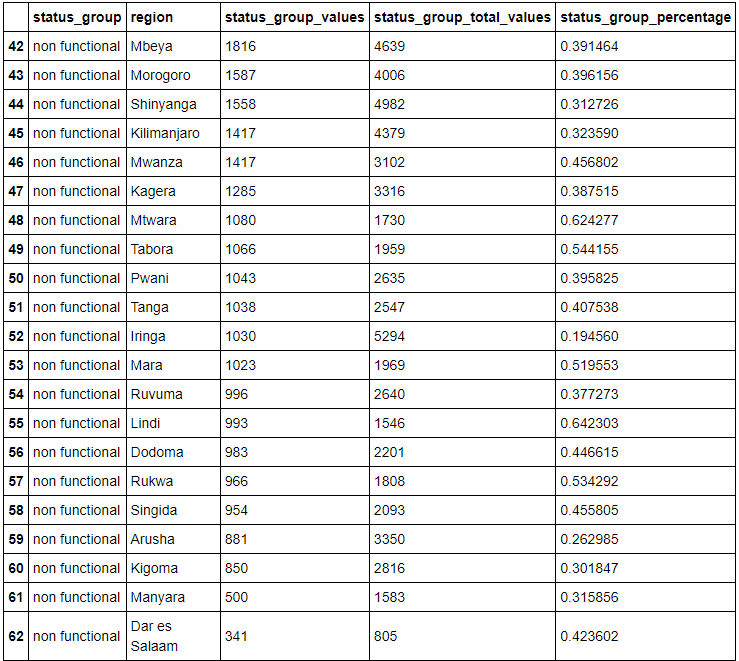 status_group region status_group_values status_group_total_values status_group_percentage
42 non functional Mbeya 1816 4639 0.391464
43 non functional Morogoro 1587 4006 0.396156
44 non functional Shinyanga 1558 4982 0.312726
45 non functional Kilimanjaro 1417 4379 0.323590
46 non functional Mwanza 1417 3102 0.456802
47 non functional Kagera 1285 3316 0.387515
48 non functional Mtwara 1080 1730 0.624277
49 non functional Tabora 1066 1959 0.544155
50 non functional Pwani 1043 2635 0.395825
51 non functional Tanga 1038 2547 0.407538
52 non functional Iringa 1030 5294 0.194560
53 non functional Mara 1023 1969 0.519553
54 non functional Ruvuma 996 2640 0.377273
55 non functional Lindi 993 1546 0.642303
56 non functional Dodoma 983 2201 0.446615
57 non functional Rukwa 966 1808 0.534292
58 non functional Singida 954 2093 0.455805
59 non functional Arusha 881 3350 0.262985
60 non functional Kigoma 850 2816 0.301847
61 non functional Manyara 500 1583 0.315856
62 non functional Dar es 341 805 0.423602
Salaam